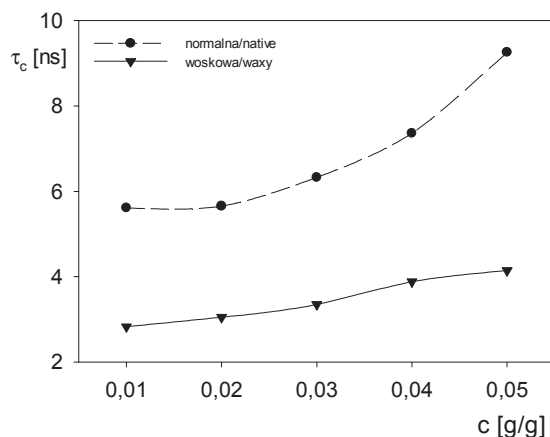 10
τc [ns]
normalna/native
woskowa/waxy
8
6
4
2
0,01 0,02 0,03 0,04 0,05
c [g/g]